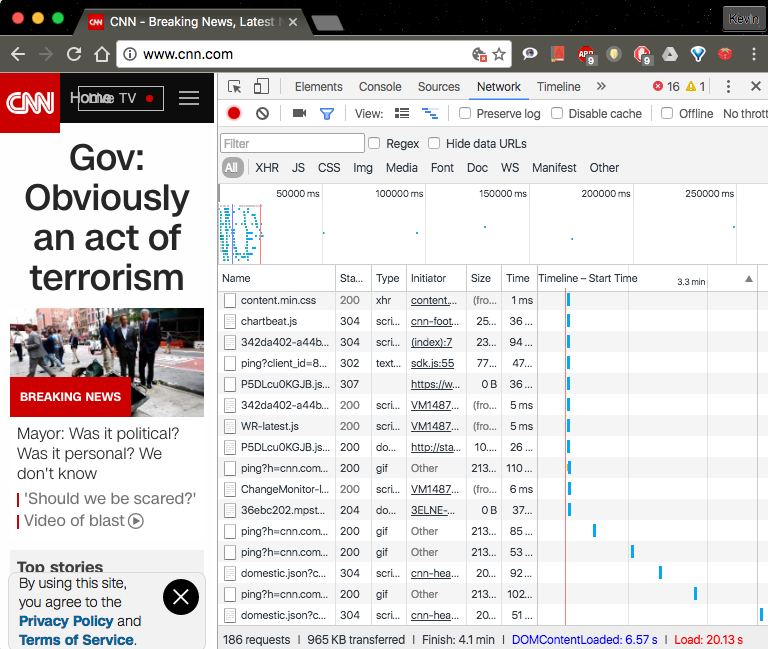 CNN - Breaking News, Latest N
Kevin
www.cnn.com
9
9
CNN
Home
Live TV
Gov:
Obviously
an act of
terrorism
BREAKING NEWS
Mayor: Was it political?
Was it personal? We
don't know
'Should we be scared?'
Video of blast
Top stories
By using this site,
you agree to the
Privacy Policy and
Terms of Service.
Elements Console Sources Network Timeline » 16 1
View: Preserve log Disable cache Offline No thrott
Filter Regex Hide data URLs
All XHR JS CSS Img Media Font Doc WS Manifest Other
50000 ms 100000 ms 150000 ms 200000 ms 250000 ms
Name Sta... Type Initiator Size Time Timeline – Start Time 3.3 min
content.min.css 200 xhr content.... (fro... 1 ms
chartbeat.js 304 scri... cnn-foot... 25... 36 ...
342da402-a44b... 304 scri... (index):7 23... 94 ...
ping?client_id=8... 302 text... sdk.js:55 77... 47...
P5DLcu0KGJB.js... 307 https://w... 0 B 36 ...
342da402-a44b... 200 scri... VM1487... (fro... 5 ms
WR-latest.js 200 scri... VM1487... (fro... 5 ms
P5DLcu0KGJB.js... 200 do... http://sta... 10.... 26 ...
ping?h=cnn.com... 200 gif Other 213... 110 ...
ChangeMonitor-l... 200 scri... VM1487... (fro... 6 ms
36ebc202.mpst... 204 do... 3ELNE-... 0 B 37...
ping?h=cnn.com... 200 gif Other 213... 85 ...
ping?h=cnn.com... 200 gif Other 213... 53 ...
domestic.json?c... 304 scri... cnn-hea... 20... 92 ...
ping?h=cnn.com... 200 gif Other 213... 102...
domestic.json?c... 304 scri... cnn-hea... 20... 51 ...
186 requests | 965 KB transferred | Finish: 4.1 min | DOMContentLoaded: 6.57 s | Load: 20.13 s